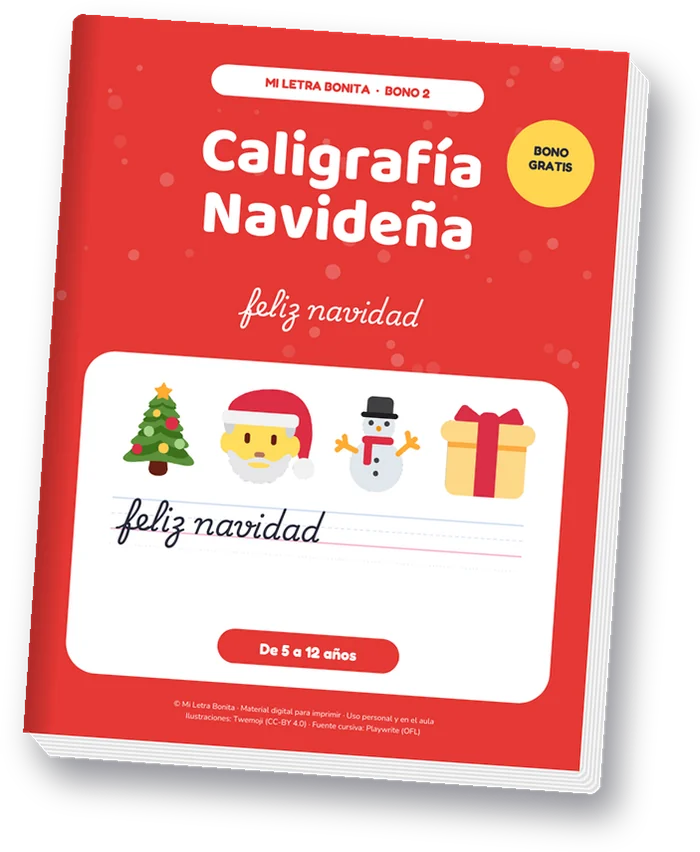 MI LETRA BONITA · BONO 2
Caligrafía
Navideña
BONO
GRATIS
feliz navidad
feliz navidad
De 5 a 12 años
© Mi Letra Bonita · Material digital para imprimir · Uso personal y en el aula
Ilustraciones: Twemoji (CC-BY 4.0) · Fuente cursiva: Playwrite (OFL)